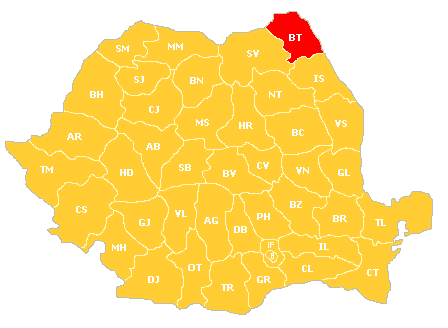 BT
SM
MM
SV
IS
SJ
BN
NT
BH
CJ
MS
HR
BC
VS
AR
AB
TM
HD
SB
BV
CV
VN
GL
CS
GJ
VL
AG
DB
PH
BZ
BR
TL
MH
IF
IL
B
DJ
OT
TR
GR
CL
CT